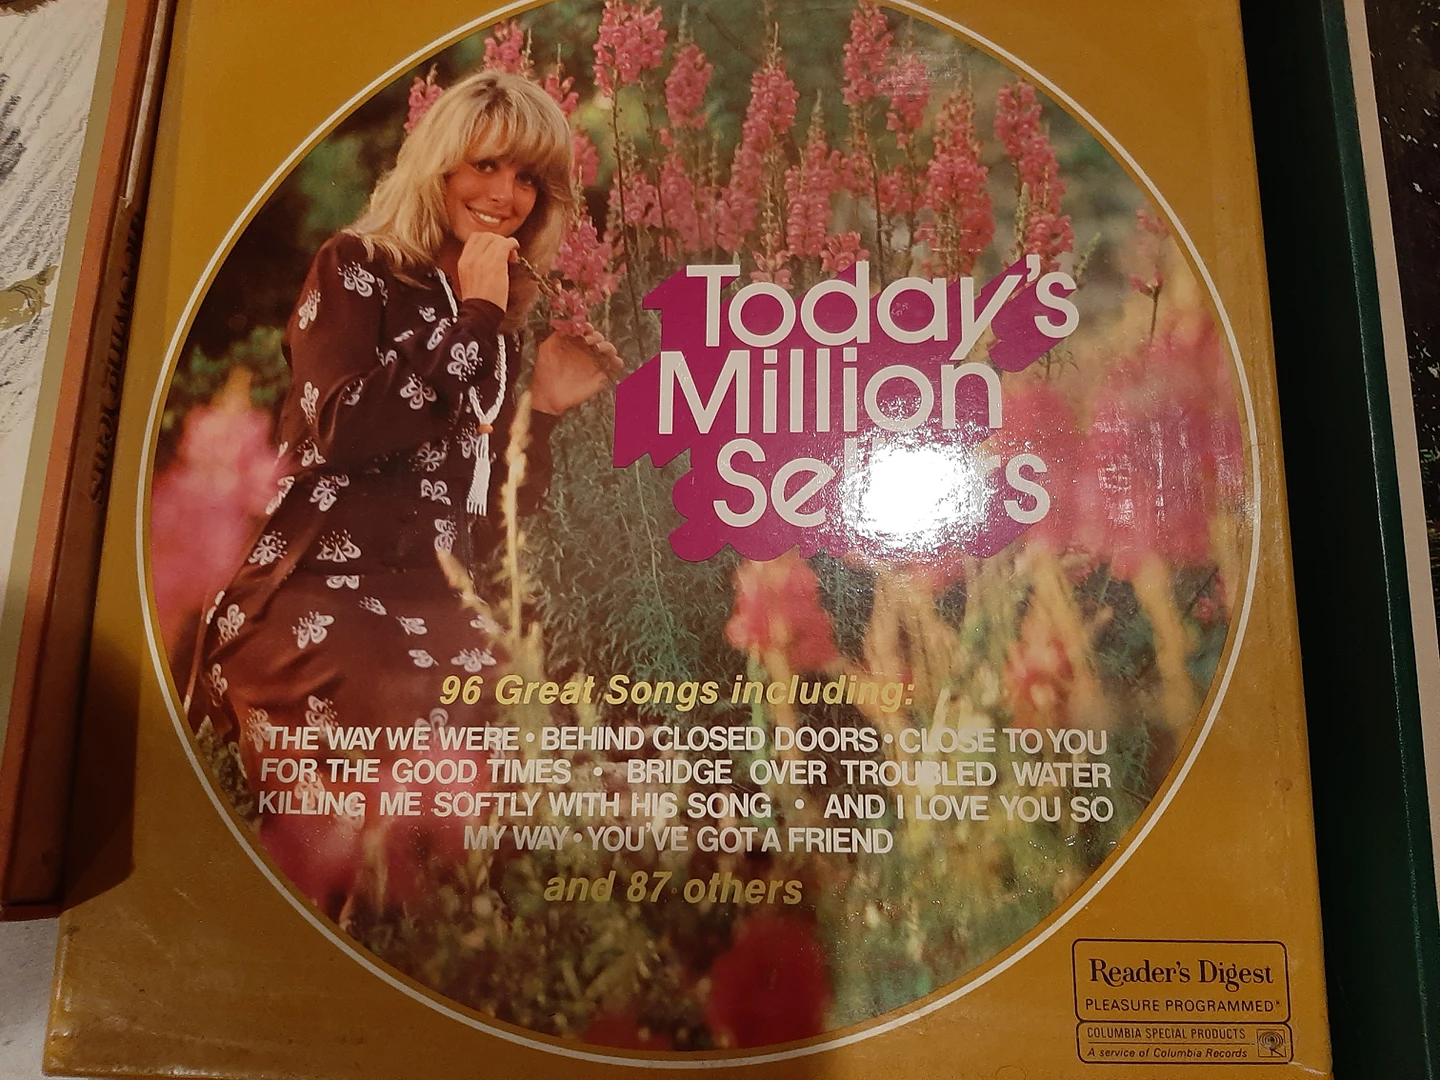 Today's
Million
Sellers
96 Great Songs including:
THE WAY WE WERE • BEHIND CLOSED DOORS • CLOSE TO YOU
FOR THE GOOD TIMES • BRIDGE OVER TROUBLED WATER
KILLING ME SOFTLY WITH HIS SONG • AND I LOVE YOU SO
MY WAY • YOU'VE GOT A FRIEND
and 87 others
Reader's Digest
PLEASURE PROGRAMMED
COLUMBIA SPECIAL PRODUCTS
A service of Columbia Records